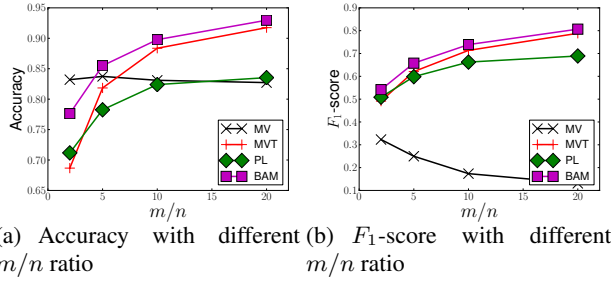 0.95
0.90
0.85
0.80
0.75
0.70
0.65
Accuracy
0 5 10 15 20
m/n
MV
MVT
PL
BAM
0.9
0.8
0.7
0.6
0.5
0.4
0.3
0.2
0.1
F1-score
0 5 10 15 20
m/n
MV
MVT
PL
BAM
(a) Accuracy with different
m/n ratio
(b) F1-score with different
m/n ratio